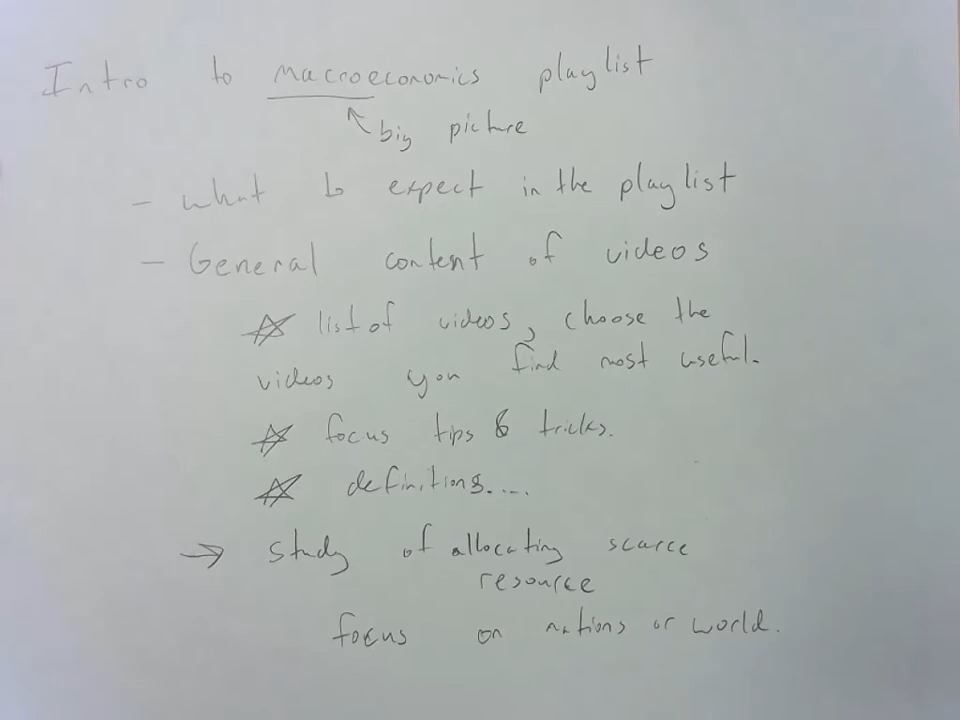 Intro to macroeconomics playlist
big picture
- what to expect in the playlist
- General content of videos
☆ list of videos, choose the
videos you find most useful.
☆ focus tips & tricks.
☆ definitions....
→ study of allocating scarce
resource
focus on nations or world.